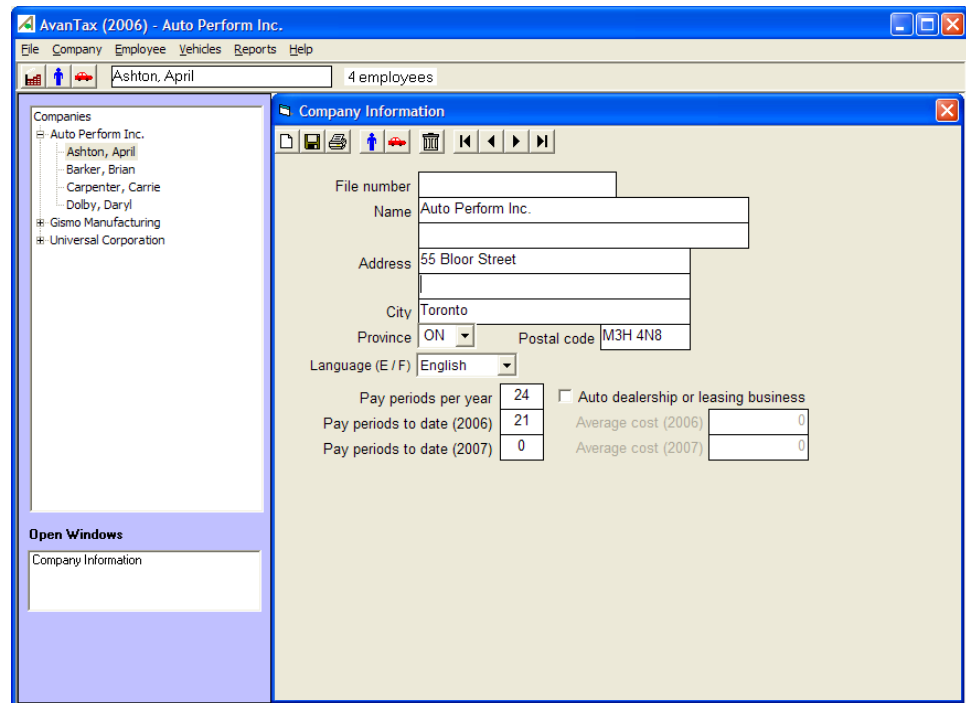 AvanTax (2006) - Auto Perform Inc.
File Company Employee Vehicles Reports Help
Ashton, April 4 employees
Companies
Auto Perform Inc.
Ashton, April
Barker, Brian
Carpenter, Carrie
Dolby, Daryl
Gismo Manufacturing
Universal Corporation
Open Windows
Company Information
Company Information
File number
Name Auto Perform Inc.
Address 55 Bloor Street
City Toronto
Province ON Postal code M3H 4N8
Language (E / F) English
Pay periods per year 24 Auto dealership or leasing business
Pay periods to date (2006) 21 Average cost (2006) 0
Pay periods to date (2007) 0 Average cost (2007) 0